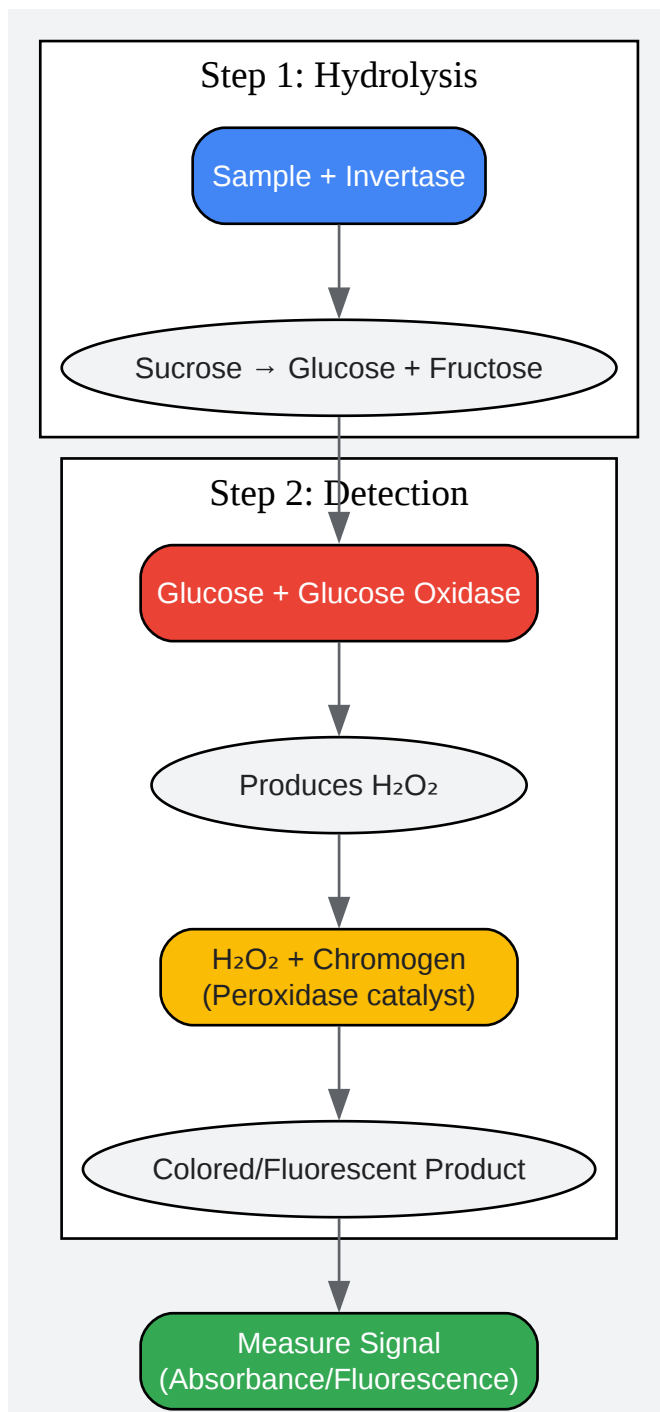 Step 1: Hydrolysis
Sample + Invertase
Sucrose → Glucose + Fructose
Step 2: Detection
Glucose + Glucose Oxidase
Produces H₂O₂
H₂O₂ + Chromogen
(Peroxidase catalyst)
Colored/Fluorescent Product
Measure Signal
(Absorbance/Fluorescence)